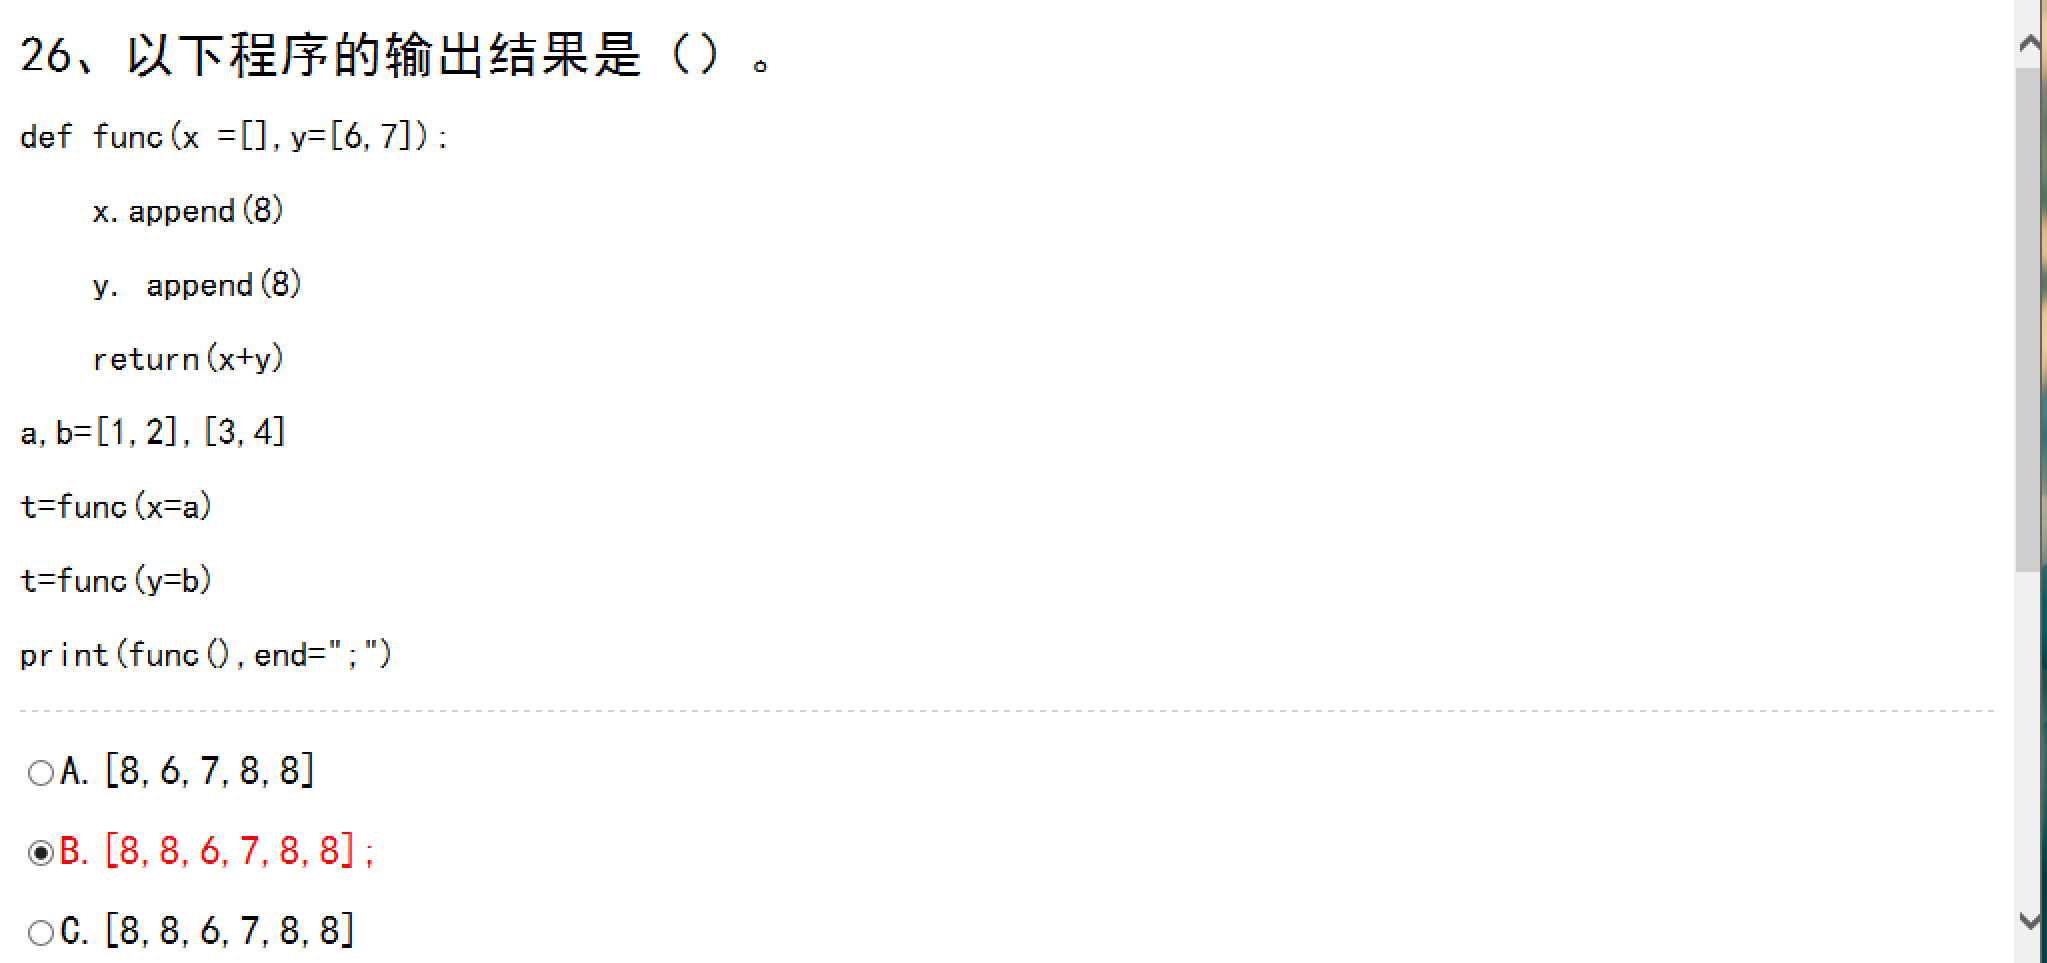 26、以下程序的输出结果是（）。
def func(x =[],y=[6,7]):
x.append(8)
y. append(8)
return(x+y)
a,b=[1,2],[3,4]
t=func(x=a)
t=func(y=b)
print(func(),end=";")
A.[8,6,7,8,8]
B.[8,8,6,7,8,8];
C.[8,8,6,7,8,8]